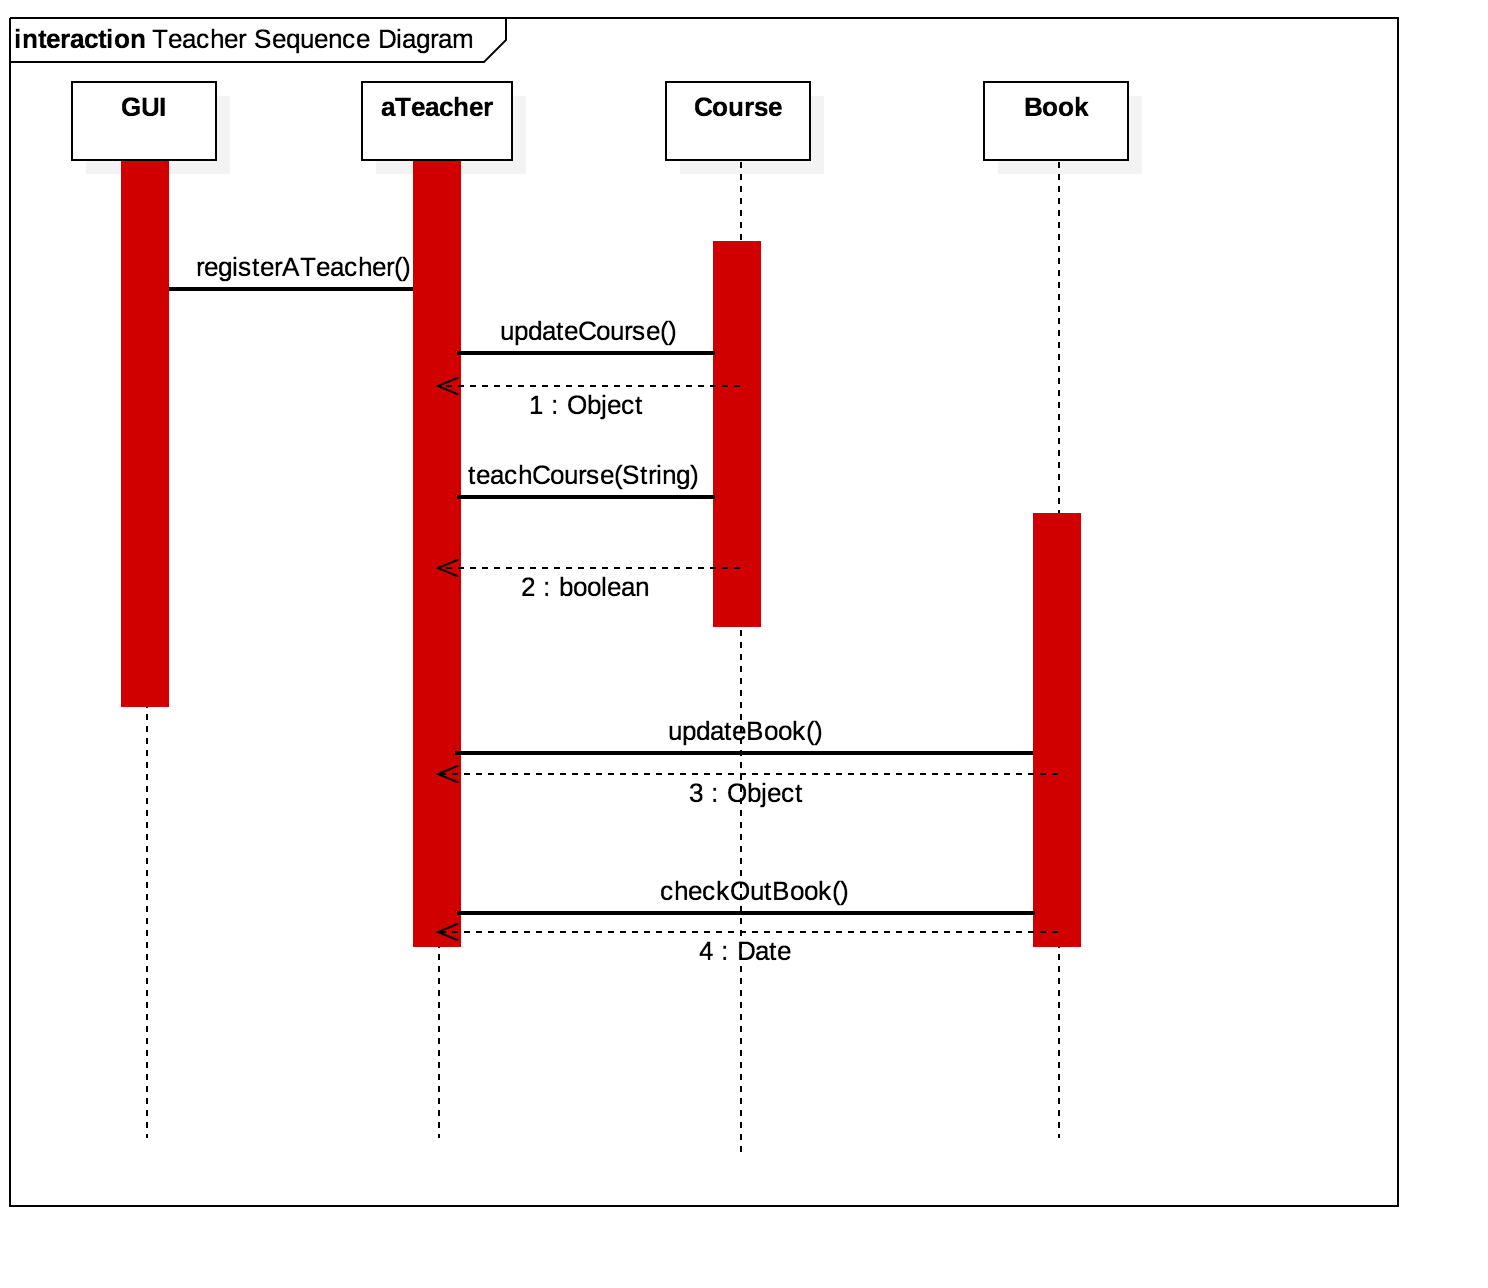 interaction Teacher Sequence Diagram
GUI
aTeacher
Course
Book
registerATeacher()
updateCourse()
1 : Object
teachCourse(String)
2 : boolean
updateBook()
3 : Object
checkOutBook()
4 : Date